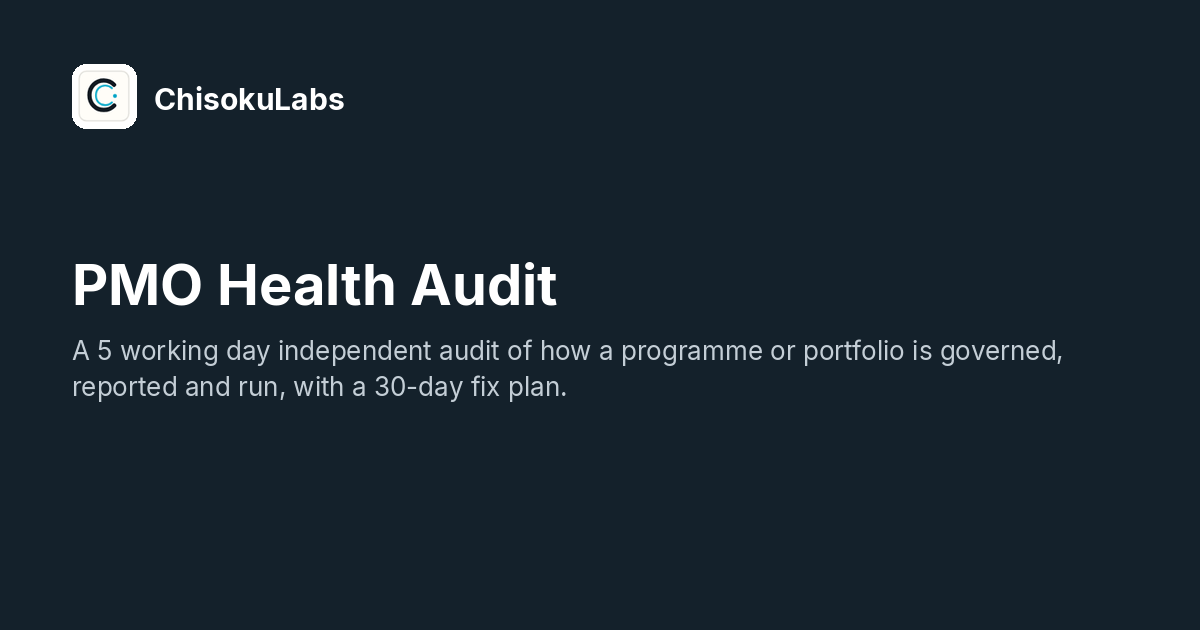 ChisokuLabs
PMO Health Audit
A 5 working day independent audit of how a programme or portfolio is governed,
reported and run, with a 30-day fix plan.